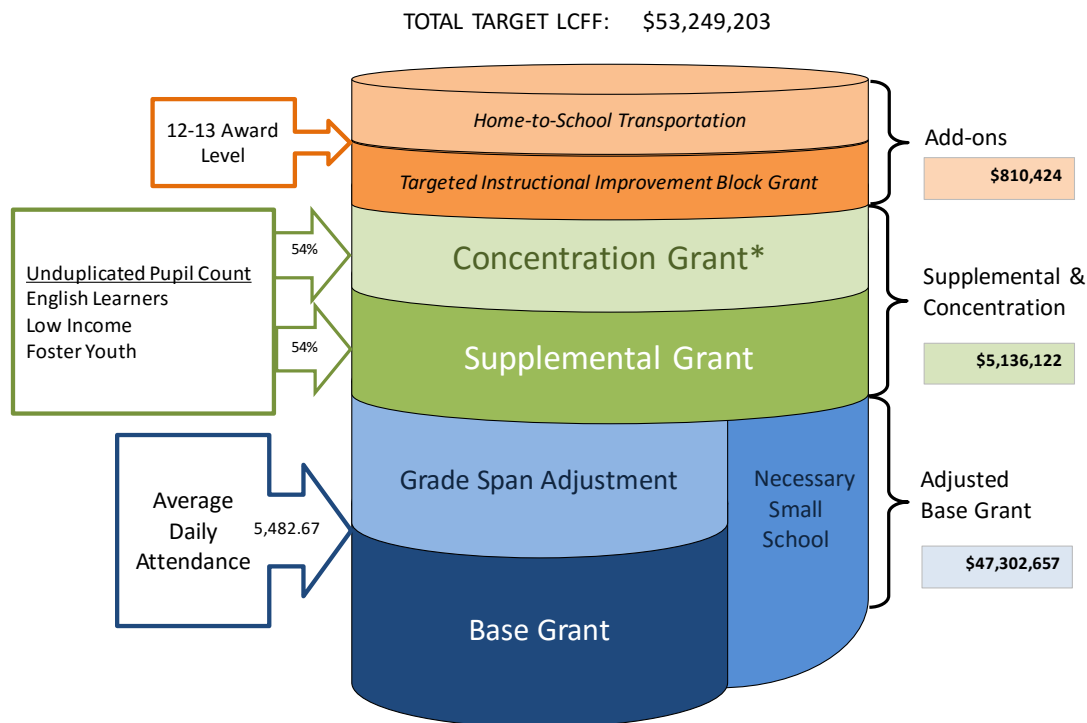 TOTAL TARGET LCFF: $53,249,203
12-13 Award
Level
Home-to-School Transportation
Targeted Instructional Improvement Block Grant
Add-ons
$810,424
Unduplicated Pupil Count
English Learners
Low Income
Foster Youth
54%
54%
Concentration Grant*
Supplemental Grant
Supplemental &
Concentration
$5,136,122
Average
Daily
Attendance
5,482.67
Grade Span Adjustment
Base Grant
Necessary
Small
School
Adjusted
Base Grant
$47,302,657